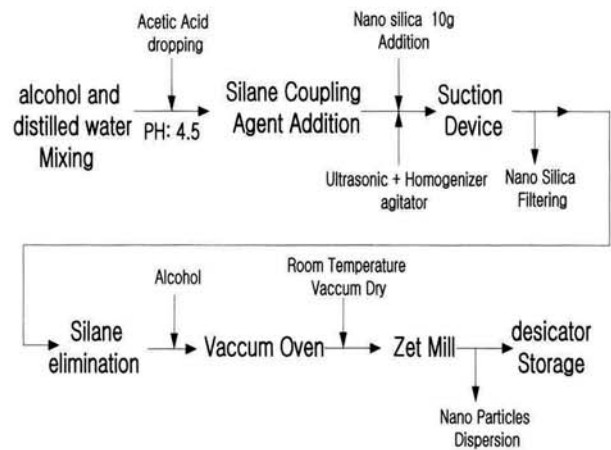 Acetic Acid
dropping
Nano silica 10g
Addition
alcohol and
distilled water
Mixing
PH: 4.5
Silane Coupling
Agent Addition
Suction
Device
Ultrasonic + Homogenizer
agitator
Nano Silica
Filtering
Alcohol
Room Temperature
Vaccum Dry
Silane
elimination
Vaccum Oven
Zet Mill
desicator
Storage
Nano Particles
Dispersion